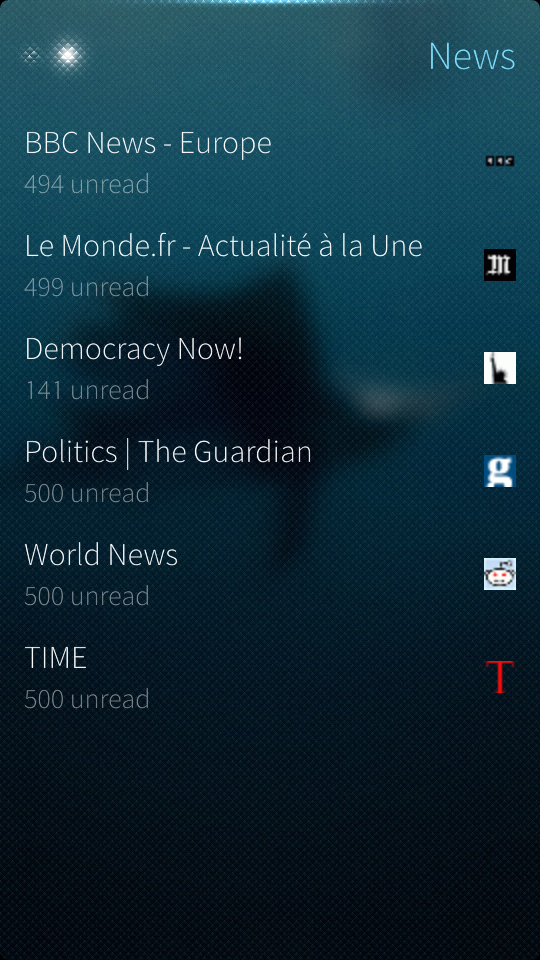 News
BBC News - Europe
494 unread
Le Monde.fr - Actualité à la Une
499 unread
Democracy Now!
141 unread
Politics | The Guardian
500 unread
World News
500 unread
TIME
500 unread